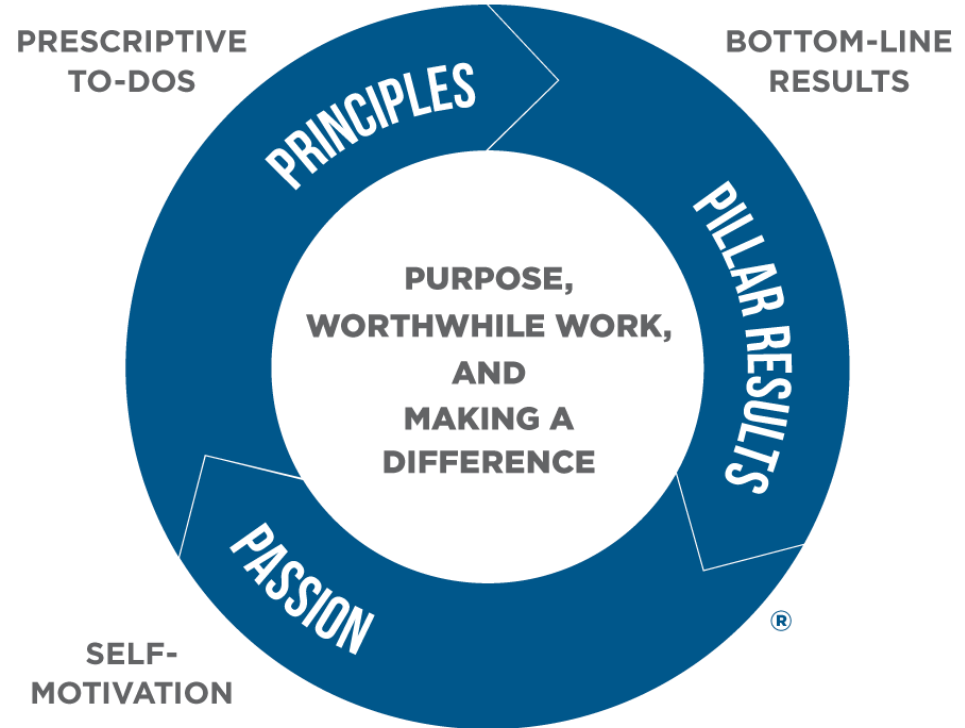 PRESCRIPTIVE
TO-DOS
BOTTOM-LINE
RESULTS
PRINCIPLES
PILLAR RESULTS
PURPOSE,
WORTHWHILE WORK,
AND
MAKING A
DIFFERENCE
PASSION
®
SELF-
MOTIVATION